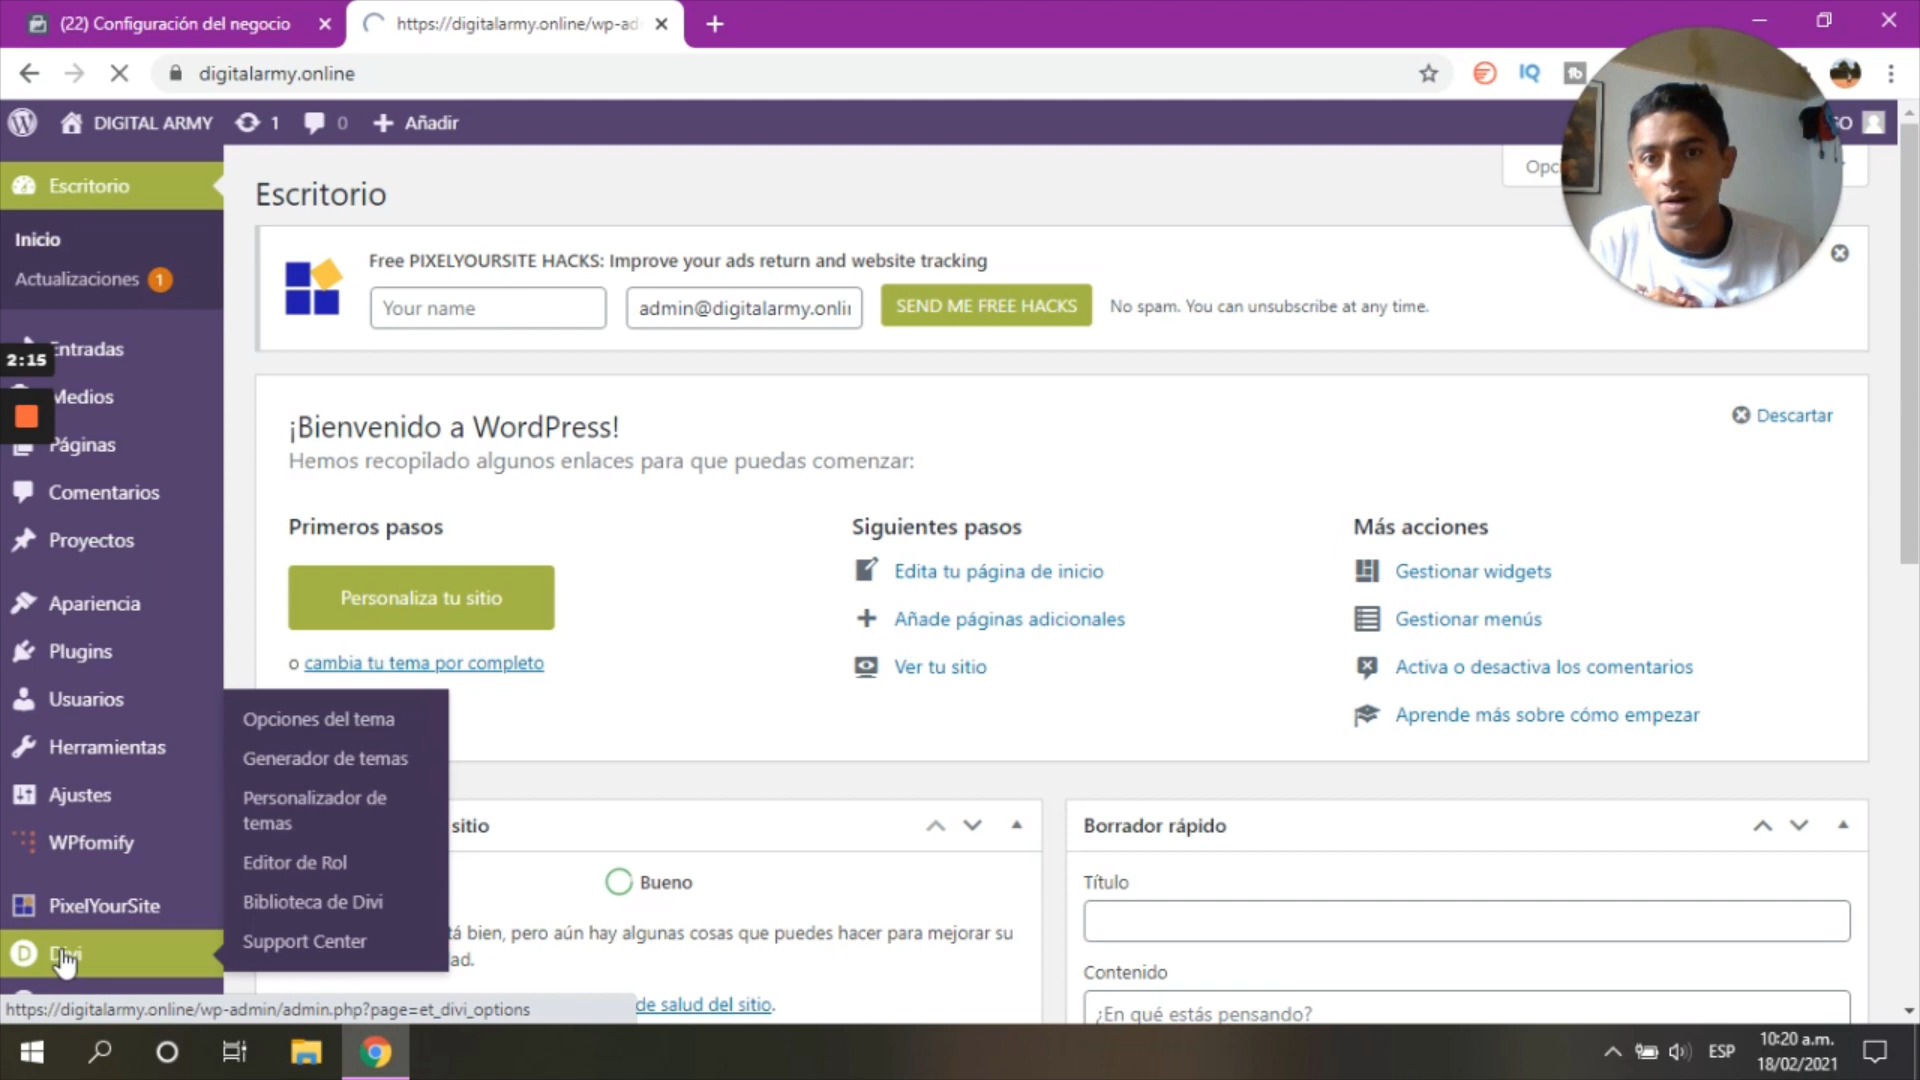 (22) Configuración del negocio
https://digitalarmy.online/wp-ad
digitalarmy.online
IQ
DIGITAL ARMY
1
0
Añadir
GO
Escritorio
Inicio
Actualizaciones 1
Entradas
2:15
Medios
Páginas
Comentarios
Proyectos
Apariencia
Plugins
Usuarios
Herramientas
Ajustes
WPfomify
PixelYourSite
Divi
Opciones del tema
Generador de temas
Personalizador de
temas
Editor de Rol
Biblioteca de Divi
Support Center
Escritorio
Opc
Free PIXELYOURSITE HACKS: Improve your ads return and website tracking
Your name
admin@digitalarmy.onli
SEND ME FREE HACKS
No spam. You can unsubscribe at any time.
¡Bienvenido a WordPress!
Descartar
Hemos recopilado algunos enlaces para que puedas comenzar:
Primeros pasos
Personaliza tu sitio
o cambia tu tema por completo
Siguientes pasos
Edita tu página de inicio
Añade páginas adicionales
Ver tu sitio
Más acciones
Gestionar widgets
Gestionar menús
Activa o desactiva los comentarios
Aprende más sobre cómo empezar
sitio
Bueno
tá bien, pero aún hay algunas cosas que puedes hacer para mejorar su
ad.
de salud del sitio.
Borrador rápido
Título
Contenido
¿En qué estás pensando?
https://digitalarmy.online/wp-admin/admin.php?page=et_divi_options
ESP
10:20 a.m.
18/02/2021